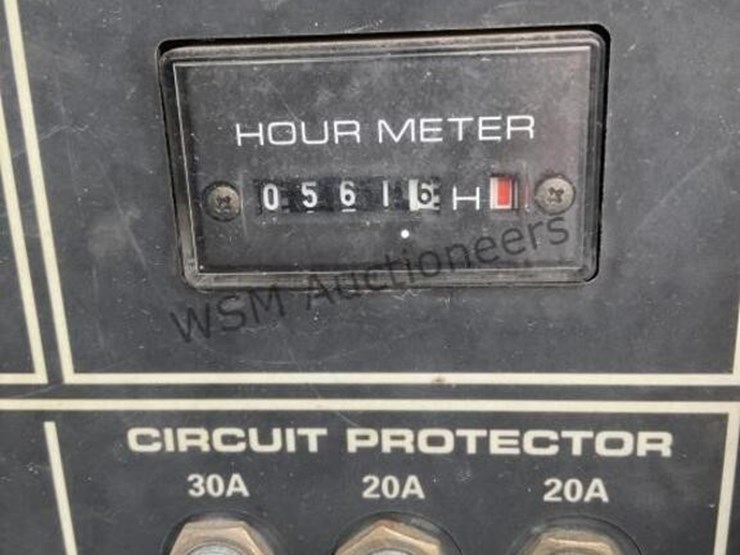 HOUR METER
05616 H
WSM Auctioneers
CIRCUIT PROTECTOR
30A 20A 20A